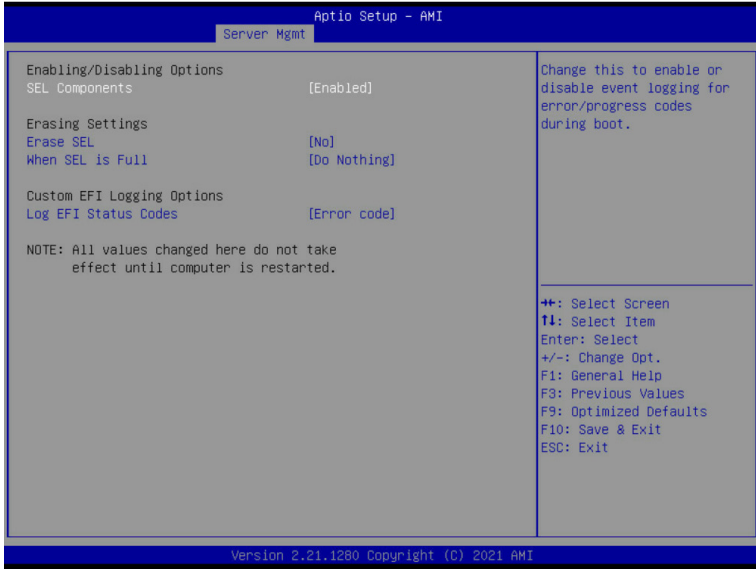 Aptio Setup - AMI
Server Mgmt
Enabling/Disabling Options
SEL Components [Enabled]
Erasing Settings
Erase SEL [No]
When SEL is Full [Do Nothing]
Custom EFI Logging Options
Log EFI Status Codes [Error code]
NOTE: All values changed here do not take
effect until computer is restarted.
Change this to enable or
disable event logging for
error/progress codes
during boot.
→←: Select Screen
↑↓: Select Item
Enter: Select
+/-: Change Opt.
F1: General Help
F3: Previous Values
F9: Optimized Defaults
F10: Save & Exit
ESC: Exit
Version 2.21.1280 Copyright (C) 2021 AMI